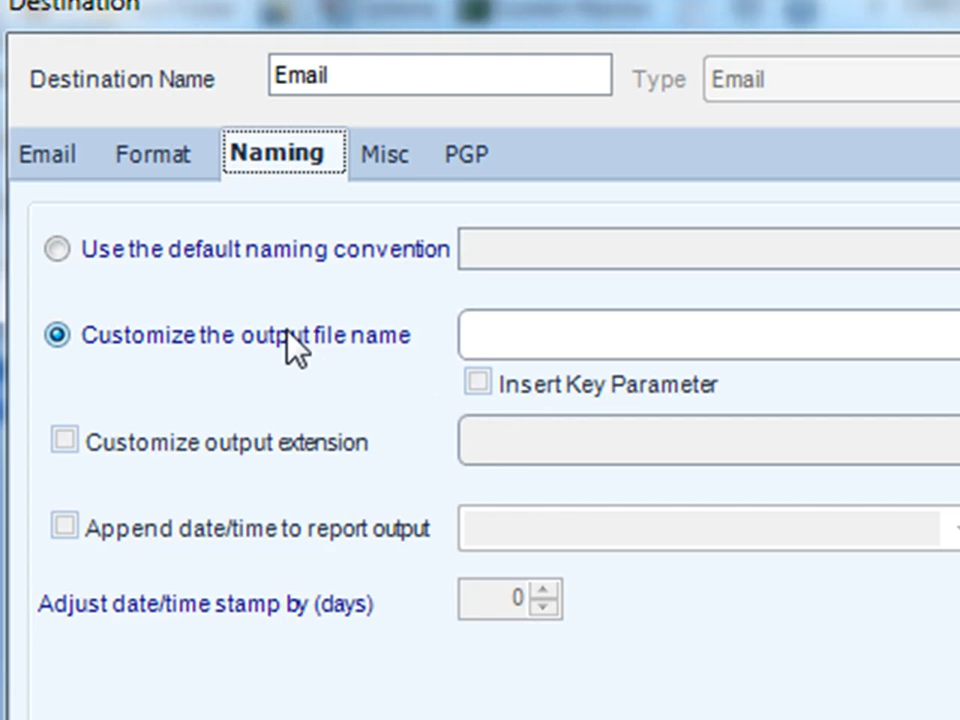 Destination
Destination Name Email Type Email
Email Format Naming Misc PGP
Use the default naming convention
Customize the output file name
Insert Key Parameter
Customize output extension
Append date/time to report output
Adjust date/time stamp by (days) 0